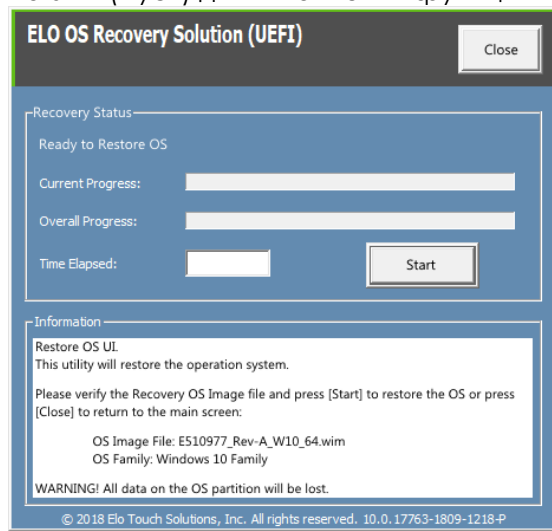 ELO OS Recovery Solution (UEFI)
Close
Recovery Status
Ready to Restore OS
Current Progress:
Overall Progress:
Time Elapsed:
Start
Information
Restore OS UI.
This utility will restore the operation system.
Please verify the Recovery OS Image file and press [Start] to restore the OS or press
[Close] to return to the main screen:
OS Image File: E510977_Rev-A_W10_64.wim
OS Family: Windows 10 Family
WARNING! All data on the OS partition will be lost.
© 2018 Elo Touch Solutions, Inc. All rights reserved. 10.0.17763-1809-1218-P